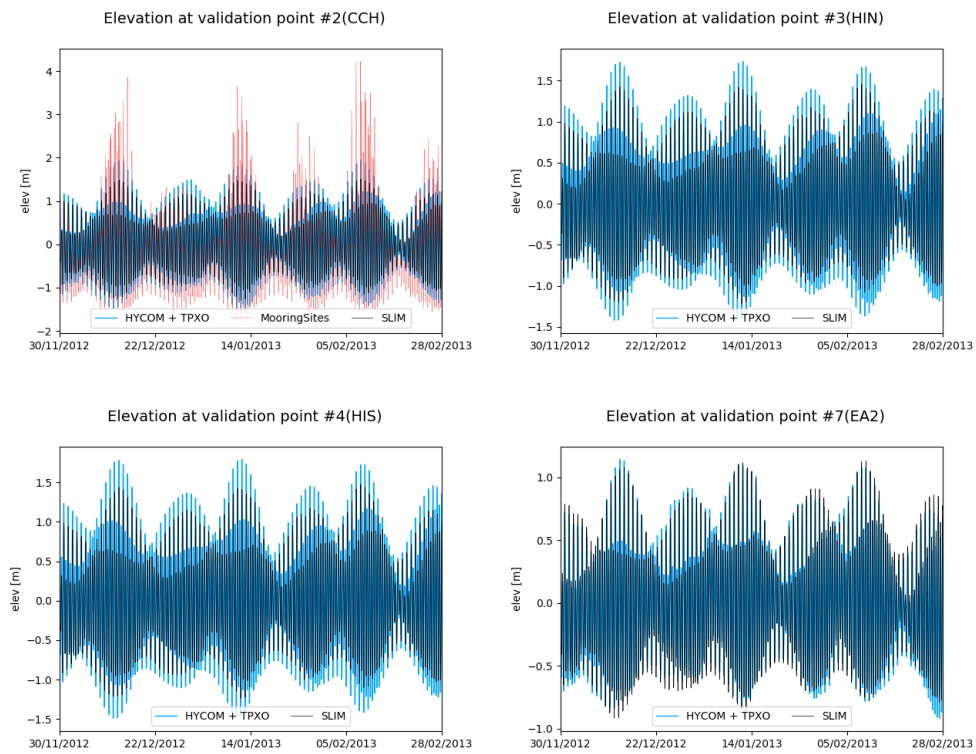 Elevation at validation point #2(CCH)
elev [m]
4
3
2
1
0
−1
−2
HYCOM + TPXO MooringSites SLIM
30/11/2012 22/12/2012 14/01/2013 05/02/2013 28/02/2013
Elevation at validation point #3(HIN)
1.5
1.0
0.5
0.0
−0.5
−1.0
−1.5
HYCOM + TPXO SLIM
30/11/2012 22/12/2012 14/01/2013 05/02/2013 28/02/2013
Elevation at validation point #4(HIS)
elev [m]
1.5
1.0
0.5
0.0
−0.5
−1.0
−1.5
HYCOM + TPXO SLIM
30/11/2012 22/12/2012 14/01/2013 05/02/2013 28/02/2013
Elevation at validation point #7(EA2)
1.0
0.5
0.0
−0.5
−1.0
HYCOM + TPXO SLIM
30/11/2012 22/12/2012 14/01/2013 05/02/2013 28/02/2013